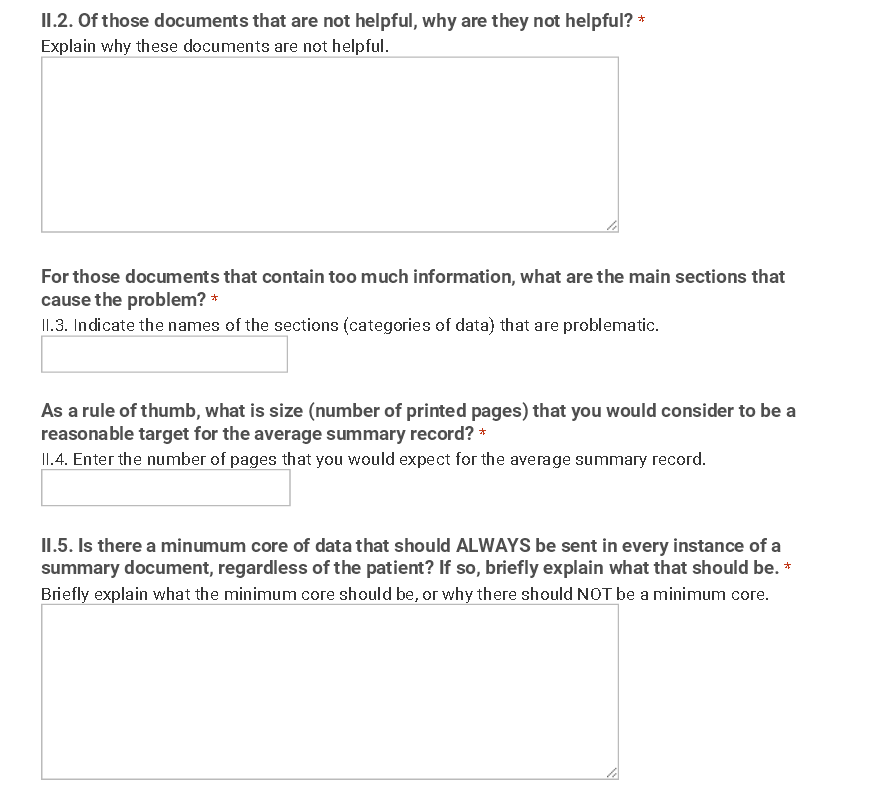 II.2. Of those documents that are not helpful, why are they not helpful? *
Explain why these documents are not helpful.
For those documents that contain too much information, what are the main sections that
cause the problem? *
II.3. Indicate the names of the sections (categories of data) that are problematic.
As a rule of thumb, what is size (number of printed pages) that you would consider to be a
reasonable target for the average summary record? *
II.4. Enter the number of pages that you would expect for the average summary record.
II.5. Is there a minumum core of data that should ALWAYS be sent in every instance of a
summary document, regardless of the patient? If so, briefly explain what that should be. *
Briefly explain what the minimum core should be, or why there should NOT be a minimum core.